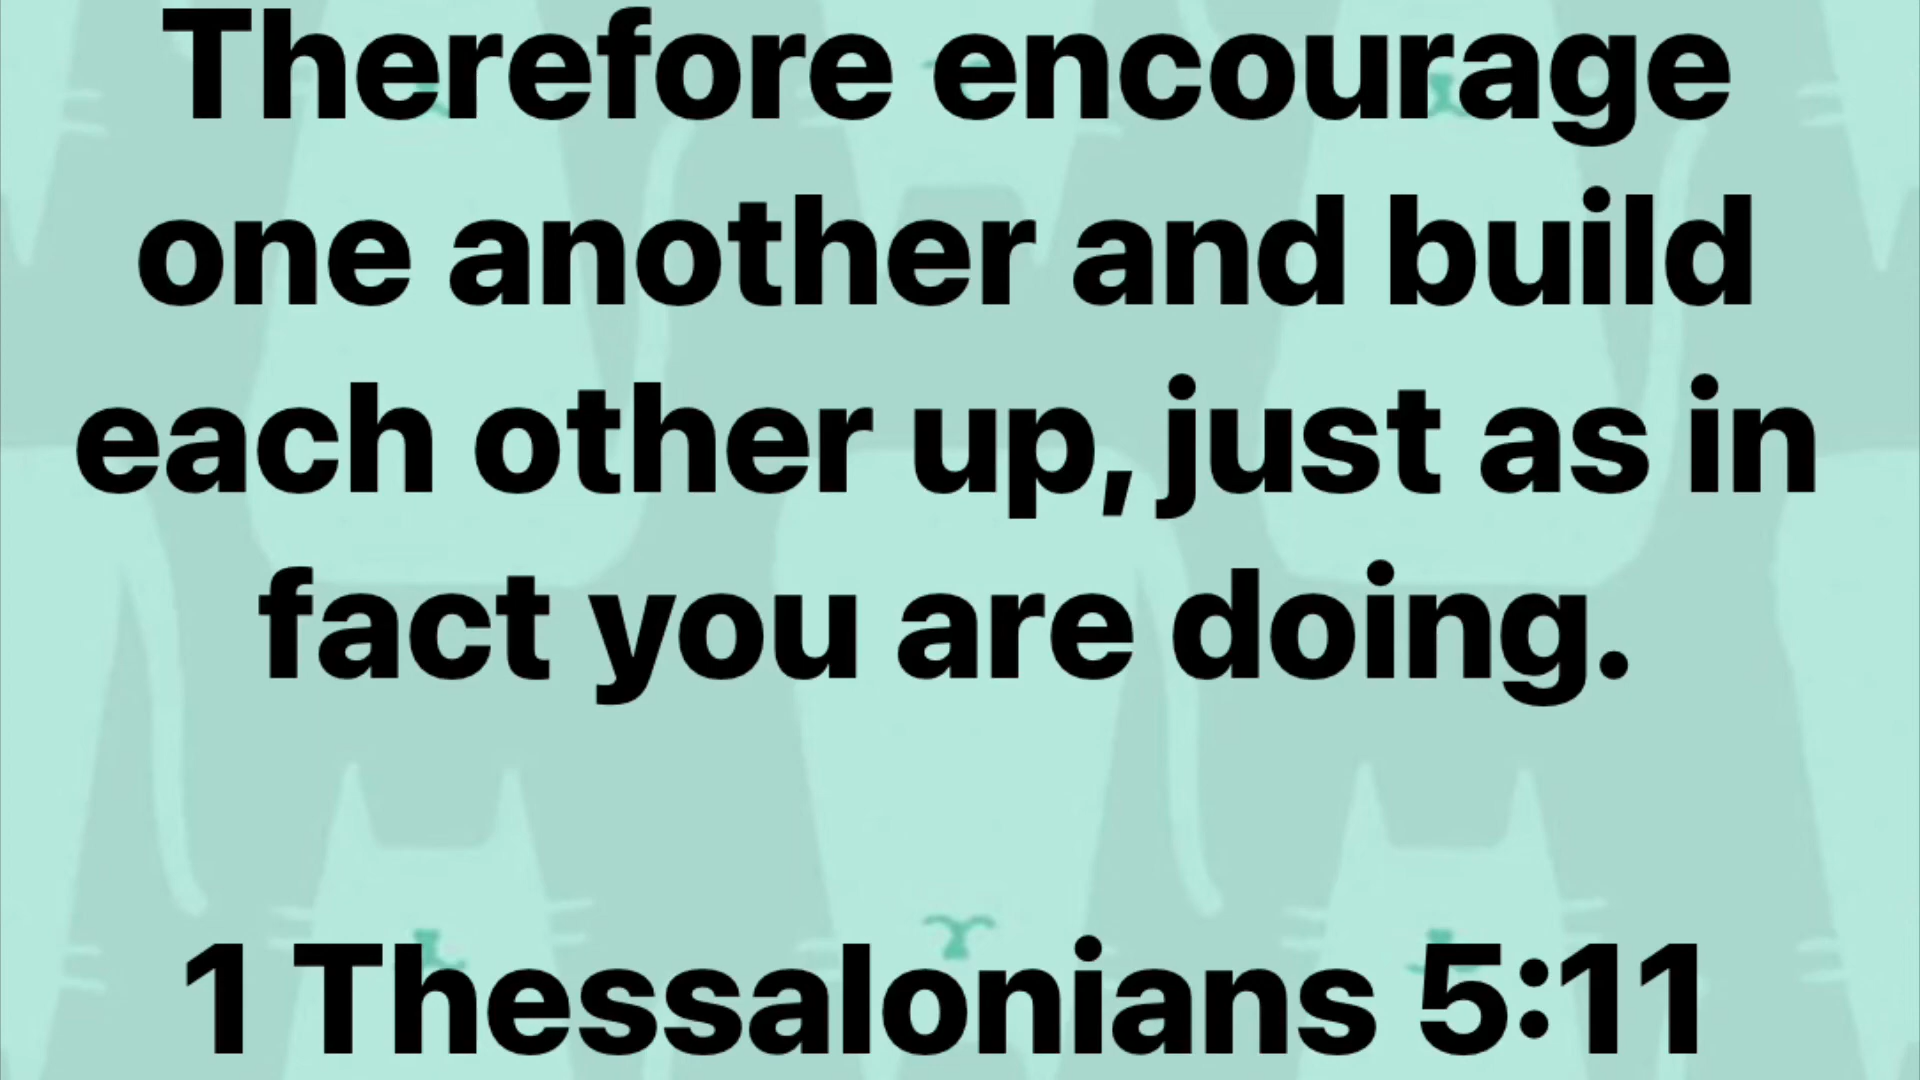 Therefore encourage
one another and build
each other up, just as in
fact you are doing.
1 Thessalonians 5:11